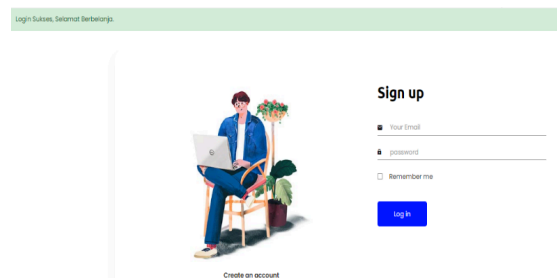 Login Sukses, Selamat Berbelanja.
Sign up
Your Email
password
Remember me
Log in
Create an account